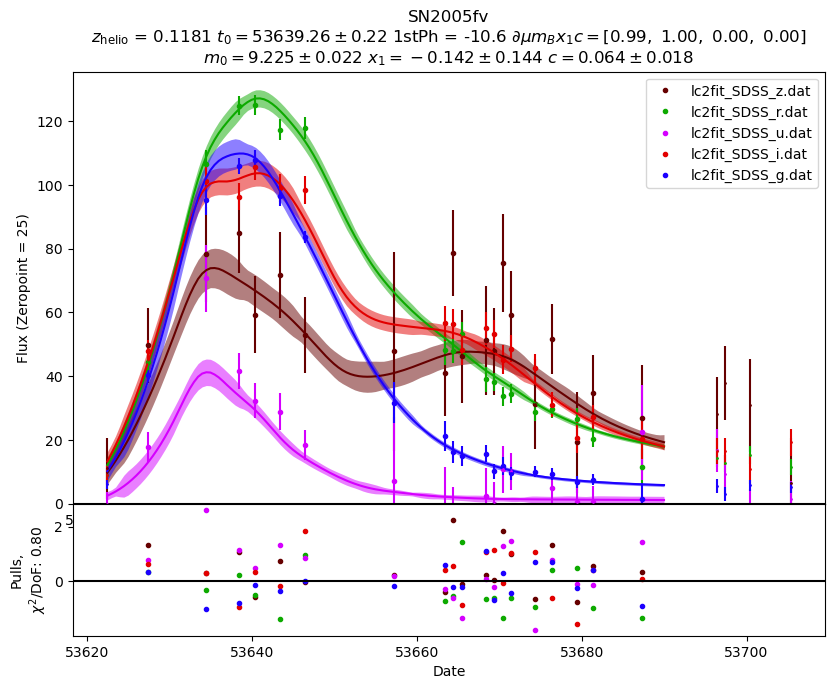 SN2005fv
z_helio = 0.1181 t_0 = 53639.26 ± 0.22 1stPh = -10.6 ∂μm_Bx_1c = [0.99, 1.00, 0.00, 0.00]
m_0 = 9.225 ± 0.022 x_1 = −0.142 ± 0.144 c = 0.064 ± 0.018
lc2fit_SDSS_z.dat
lc2fit_SDSS_r.dat
lc2fit_SDSS_u.dat
lc2fit_SDSS_i.dat
lc2fit_SDSS_g.dat
Flux (Zeropoint = 25)
120
100
80
60
40
20
0
5
Pulls,
χ²/DoF: 0.80
2
0
53620 53640 53660 53680 53700
Date